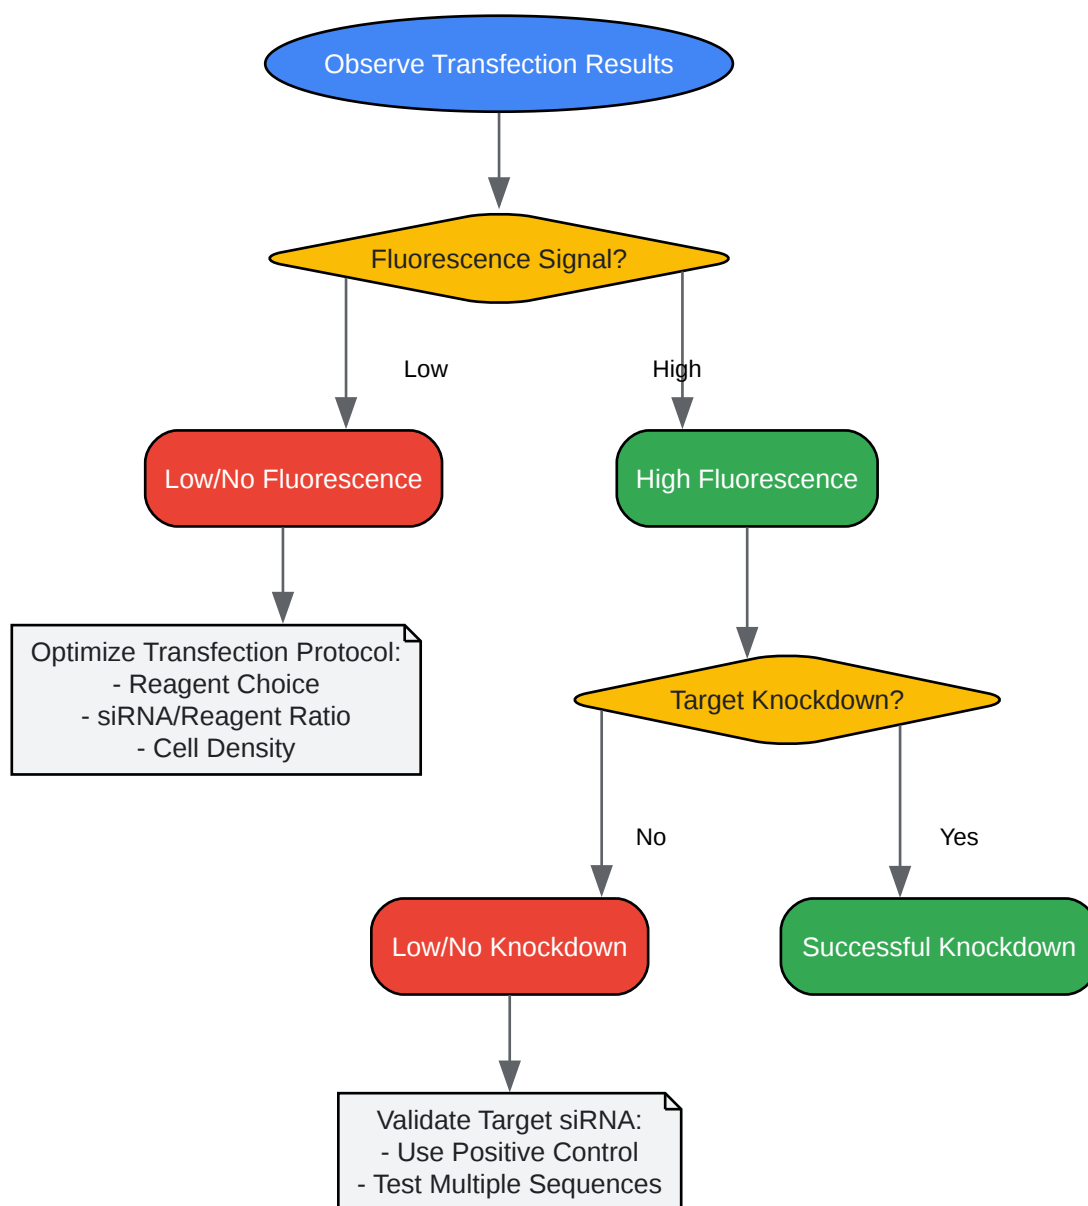 Observe Transfection Results
Fluorescence Signal?
Low
High
Low/No Fluorescence
High Fluorescence
Optimize Transfection Protocol:
- Reagent Choice
- siRNA/Reagent Ratio
- Cell Density
Target Knockdown?
No
Yes
Low/No Knockdown
Successful Knockdown
Validate Target siRNA:
- Use Positive Control
- Test Multiple Sequences